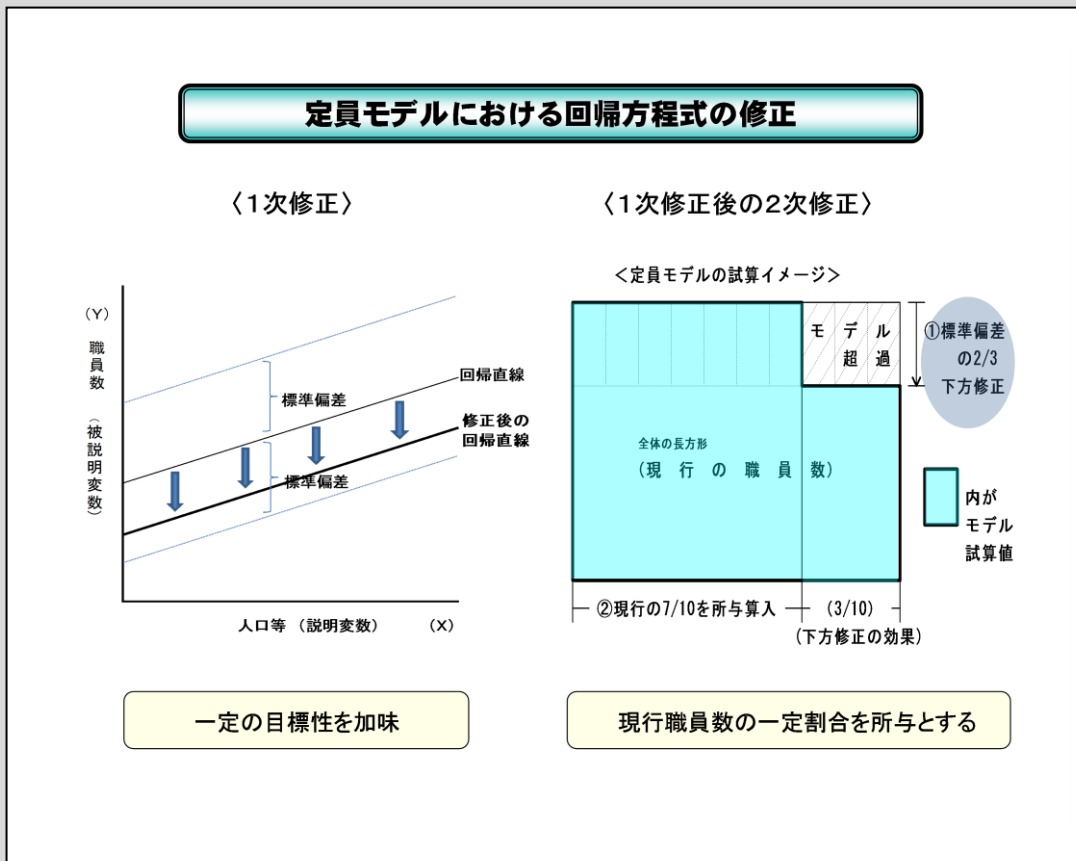 定員モデルにおける回帰方程式の修正
〈1次修正〉
(Y)
職員数
(被説明変数)
標準偏差
標準偏差
回帰直線
修正後の
回帰直線
人口等 (説明変数) (X)
一定の目標性を加味
〈1次修正後の2次修正〉
<定員モデルの試算イメージ>
モデル
超過
①標準偏差
の2/3
下方修正
全体の長方形
(現行の職員数)
内が
モデル
試算値
②現行の7/10を所与算入
(3/10)
(下方修正の効果)
現行職員数の一定割合を所与とする